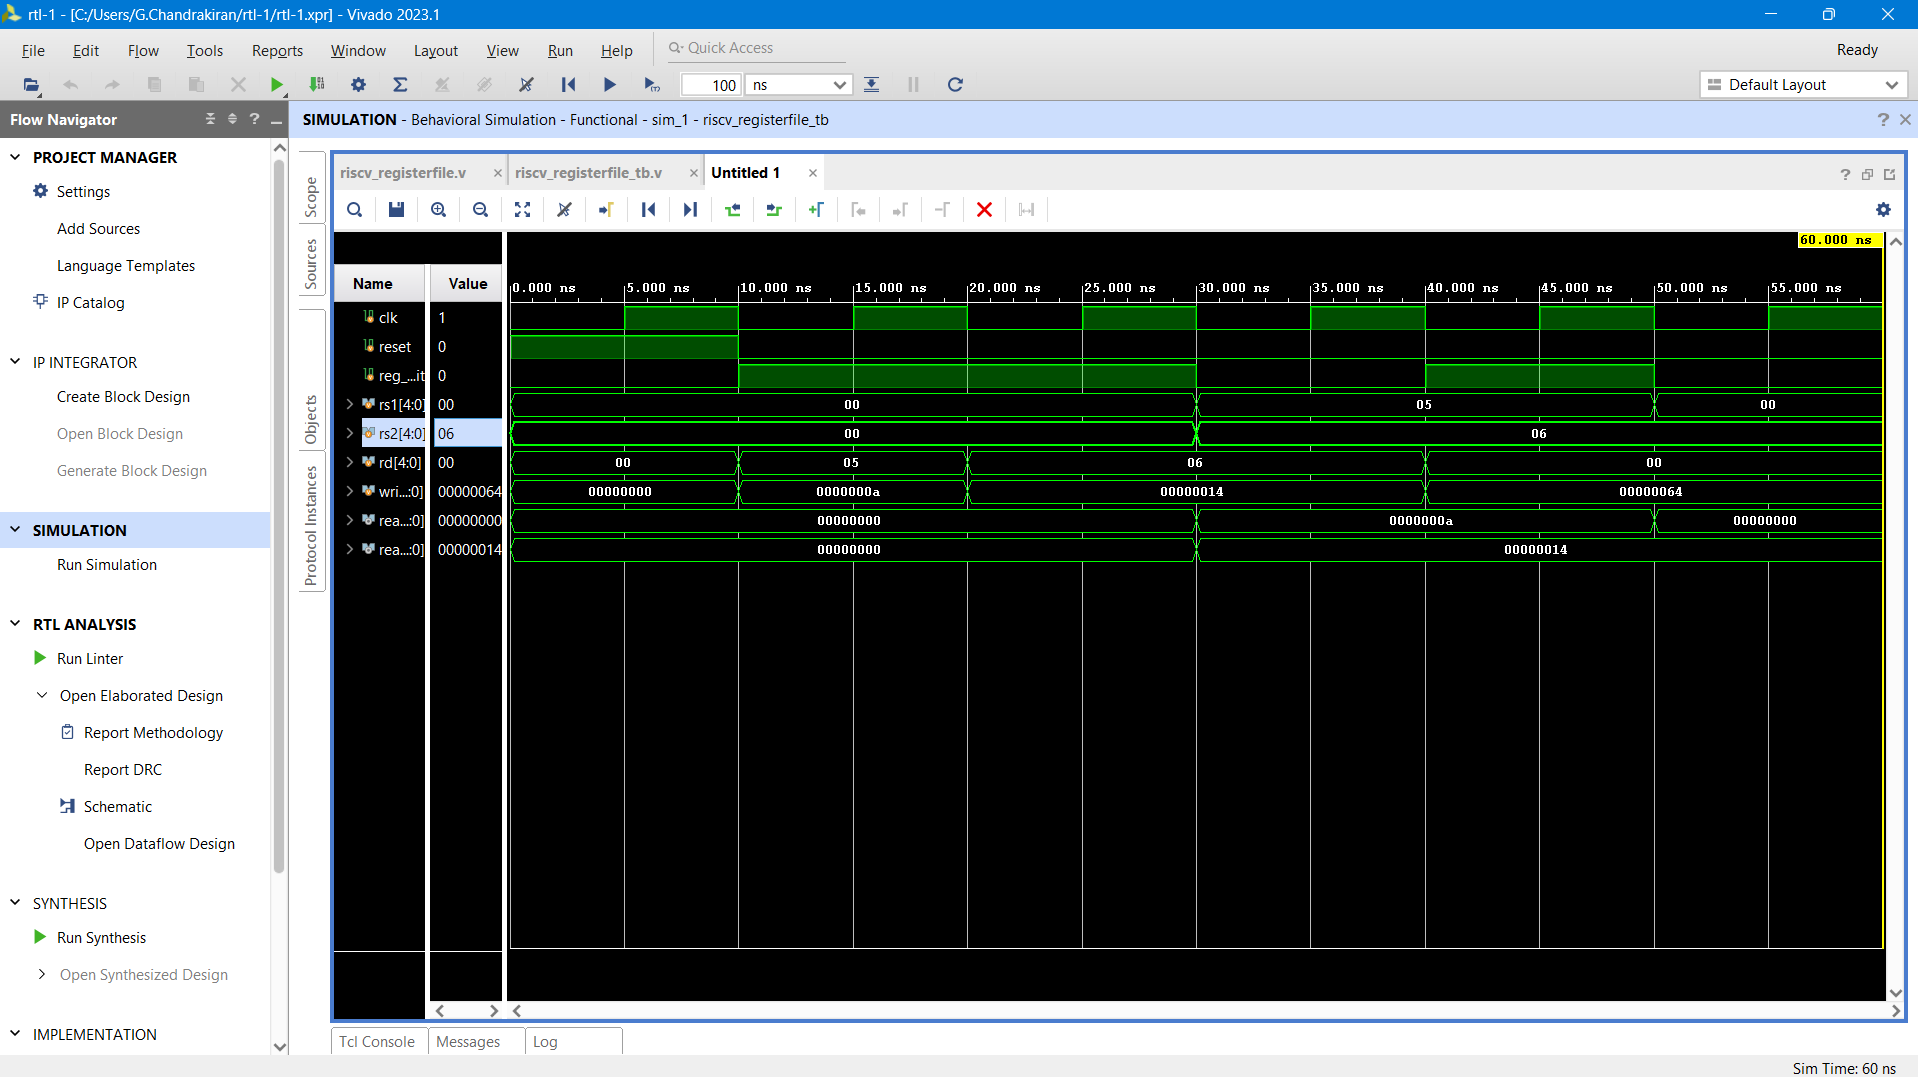 rtl-1 - [C:/Users/G.Chandrakiran/rtl-1/rtl-1.xpr] - Vivado 2023.1
File Edit Flow Tools Reports Window Layout View Run Help Quick Access Ready
100 ns Default Layout
Flow Navigator
PROJECT MANAGER
Settings
Add Sources
Language Templates
IP Catalog
IP INTEGRATOR
Create Block Design
Open Block Design
Generate Block Design
SIMULATION
Run Simulation
RTL ANALYSIS
Run Linter
Open Elaborated Design
Report Methodology
Report DRC
Schematic
Open Dataflow Design
SYNTHESIS
Run Synthesis
Open Synthesized Design
IMPLEMENTATION
SIMULATION - Behavioral Simulation - Functional - sim_1 - riscv_registerfile_tb
Scope
Sources
Objects
Protocol Instances
riscv_registerfile.v riscv_registerfile_tb.v Untitled 1
60.000 ns
Name Value 0.000 ns 5.000 ns 10.000 ns 15.000 ns 20.000 ns 25.000 ns 30.000 ns 35.000 ns 40.000 ns 45.000 ns 50.000 ns 55.000 ns
clk 1
reset 0
reg_...it 0
rs1[4:0] 00 00 05 00
rs2[4:0] 06 00 06
rd[4:0] 00 00 05 06 00
wri...:0] 00000064 00000000 0000000a 00000014 00000064
rea...:0] 00000000 00000000 0000000a 00000000
rea...:0] 00000014 00000000 00000014
Tcl Console Messages Log
Sim Time: 60 ns